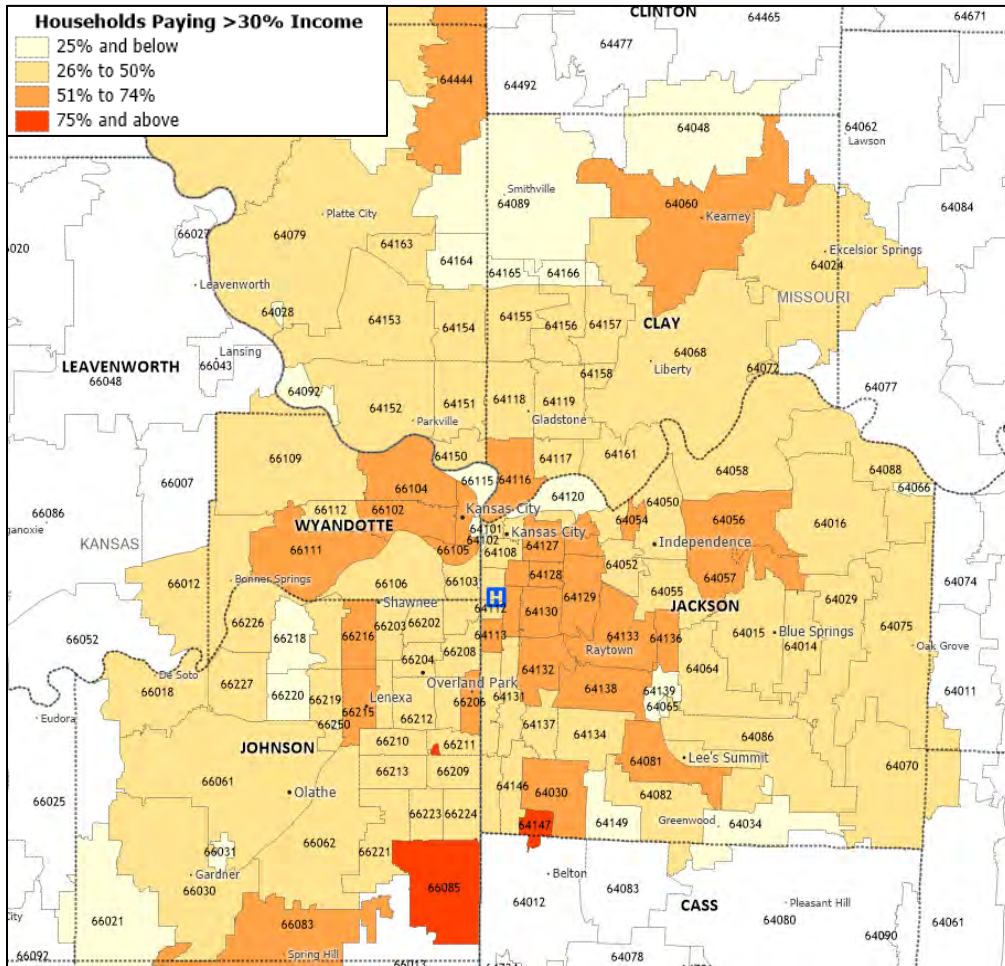 Households Paying >30% Income
25% and below
26% to 50%
51% to 74%
75% and above
CLINTON
64465
64671
64477
64444
64492
64048
64062
Lawson
Smithville
64089
64060
Kearney
64084
Platte City
66027
64079
64163
Excelsior Springs
64024
64164
64165
64166
Leavenworth
MISSOURI
64028
64153
64154
64155
64156
64157
CLAY
Lansing
66043
64068
Liberty
64072
LEAVENWORTH
66048
64158
64077
64092
64152
64151
64118
64119
Parkville
Gladstone
64150
64117
64161
66109
64058
64088
66007
66115
64116
64120
64066
66104
66086
66112
66102
Kansas City
64050
64054
64056
64016
WYANDOTTE
64101
64102
Kansas City
KANSAS
66111
66105
64108
64127
Independence
64052
64057
66012
Bonner Springs
66106
66103
64128
64129
64055
64074
H
64029
Shawnee
64112
64130
JACKSON
66226
66218
66216
66203
66202
64113
64133
Raytown
64136
64015
Blue Springs
64014
64075
Oak Grove
66052
66208
66204
64064
De Soto
66018
66227
66220
66219
Lenexa
66215
Overland Park
66206
64131
64132
64138
64139
64065
64011
Eudora
66250
66212
64137
64134
64086
JOHNSON
66210
66211
64081
Lee's Summit
64070
66061
66213
66209
64146
64030
64082
66025
Olathe
66223
66224
64147
64149
Greenwood
64034
66062
66031
66221
Gardner
66030
66085
Belton
64083
64012
CASS
64080
Pleasant Hill
66021
66083
64061
City
64090
66092
Spring Hill
66013
64078